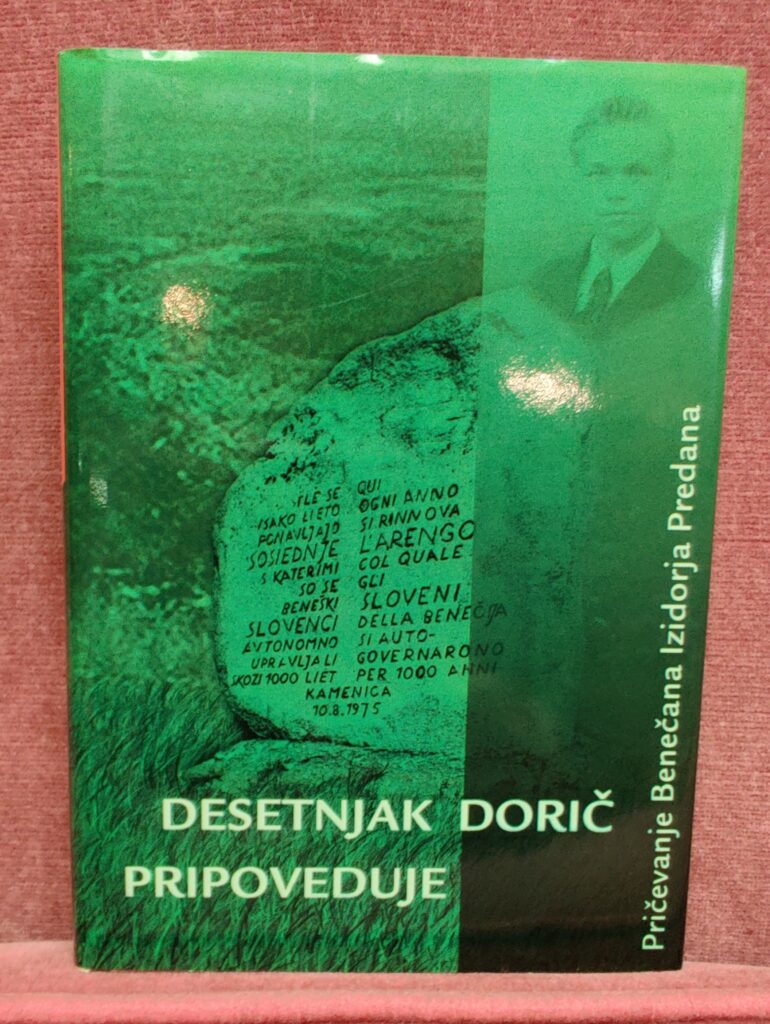 TLE SE
VSAKO LIETO
PONAVLJAJO
SOSIEDNJE
S KATERIMI
SO SE
BENEŠKI
SLOVENCI
AVTONOMNO
UPRAVLJALI
SKOZI 1000 LIET
QUI
OGNI ANNO
SI RINNOVA
L'ARENGO
COL QUALE
GLI
SLOVENI
DELLA BENEČIJA
SI AUTO-
GOVERNARONO
PER 1000 ANNI
KAMENICA
10.8.1975
DESETNJAK DORIČ
PRIPOVEDUJE
Pričevanje Benečana Izidorja Predana